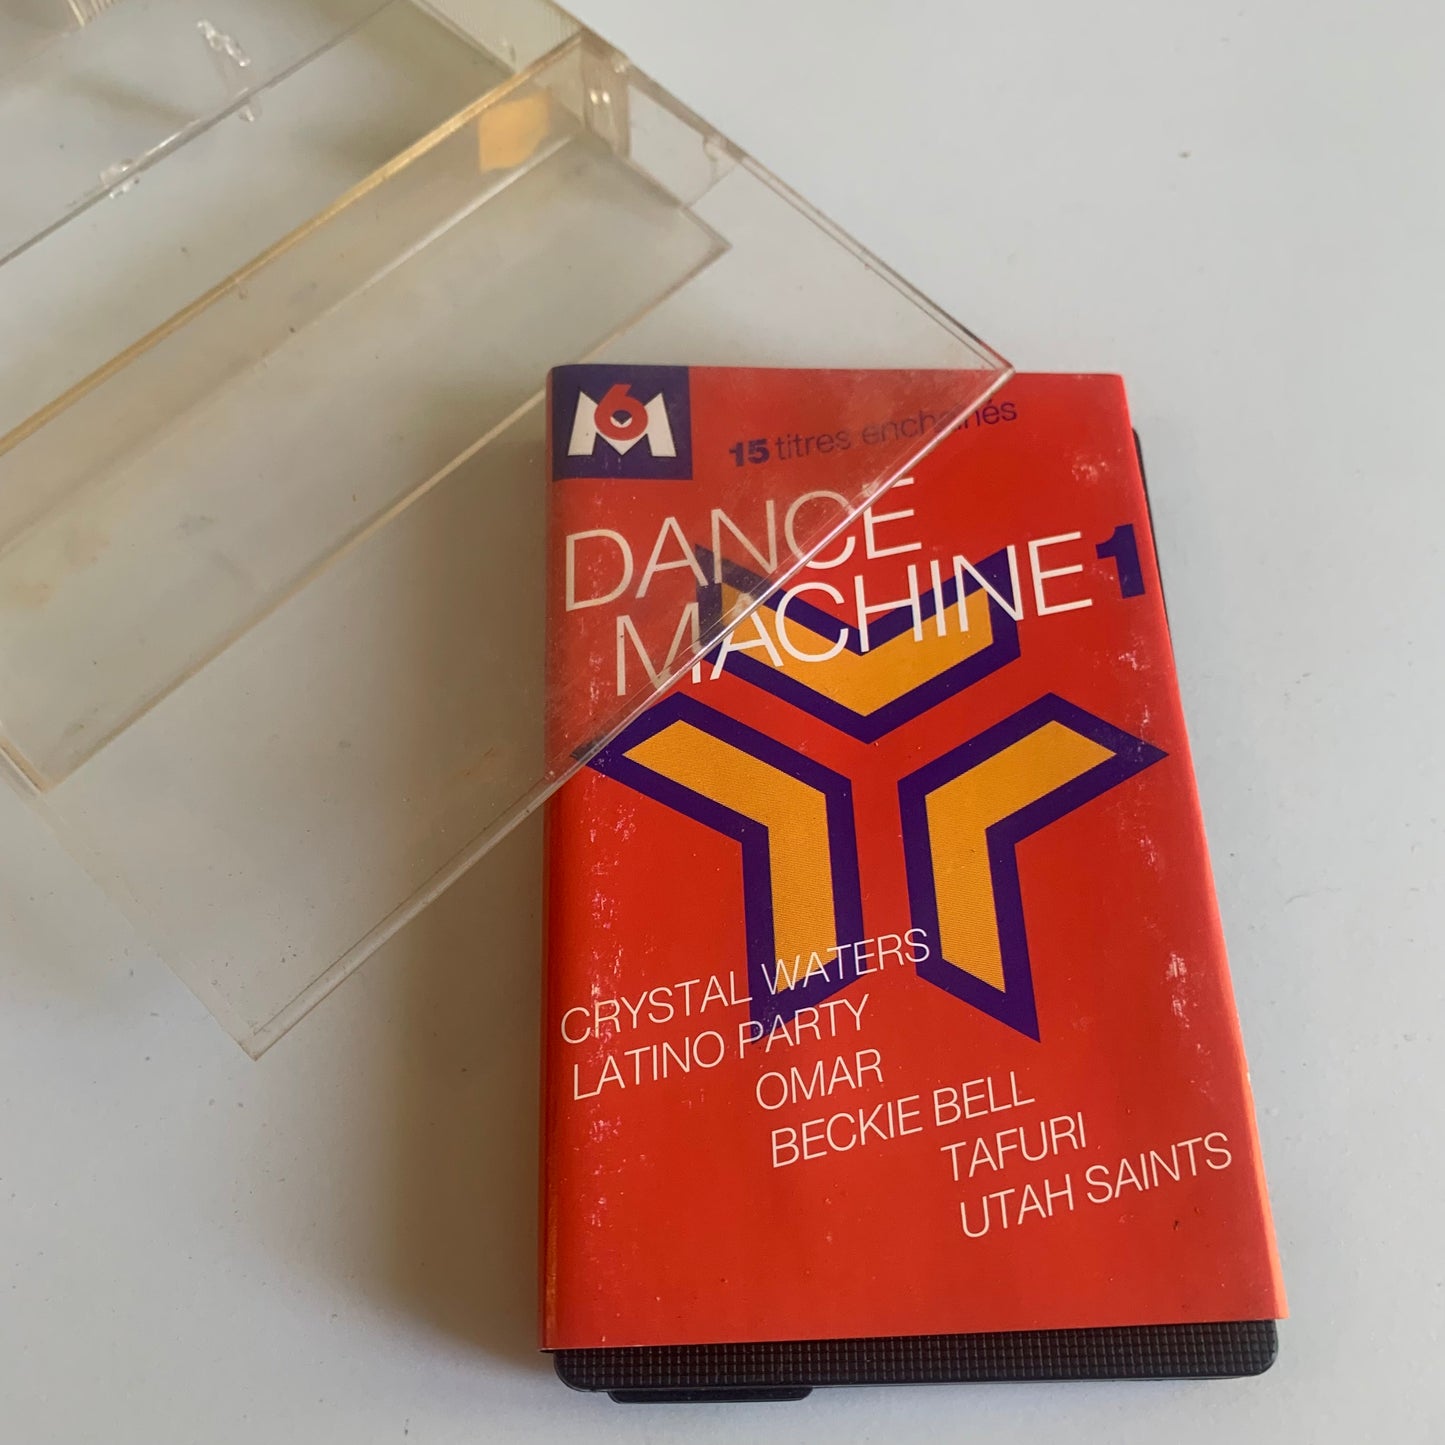 M6
15 titres enchaînés
DANCE
MACHINE 1
CRYSTAL WATERS
LATINO PARTY
OMAR
BECKIE BELL
TAFURI
UTAH SAINTS